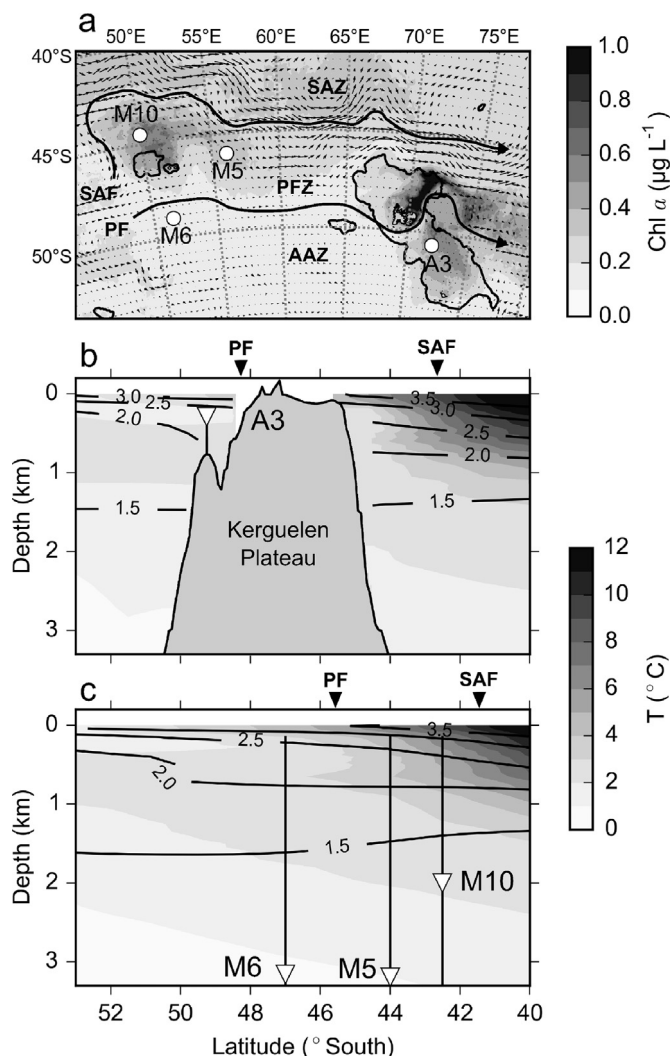 a
50°E 55°E 60°E 65°E 70°E 75°E
40°S
45°S
50°S
SAZ
M10
M5
SAF
PFZ
PF
M6
AAZ
A3
1.0
0.8
0.6
0.4
0.2
0.0
Chl a (μg L-1)
b
PF SAF
0
1
2
3
Depth (km)
3.0
2.5
2.0
1.5
A3
Kerguelen
Plateau
3.5
3.0
2.5
2.0
1.5
c
PF SAF
0
1
2
3
Depth (km)
2.5
3.5
2.0
1.5
M10
M6 M5
52 50 48 46 44 42 40
Latitude (° South)
12
10
8
6
4
2
0
T (° C)